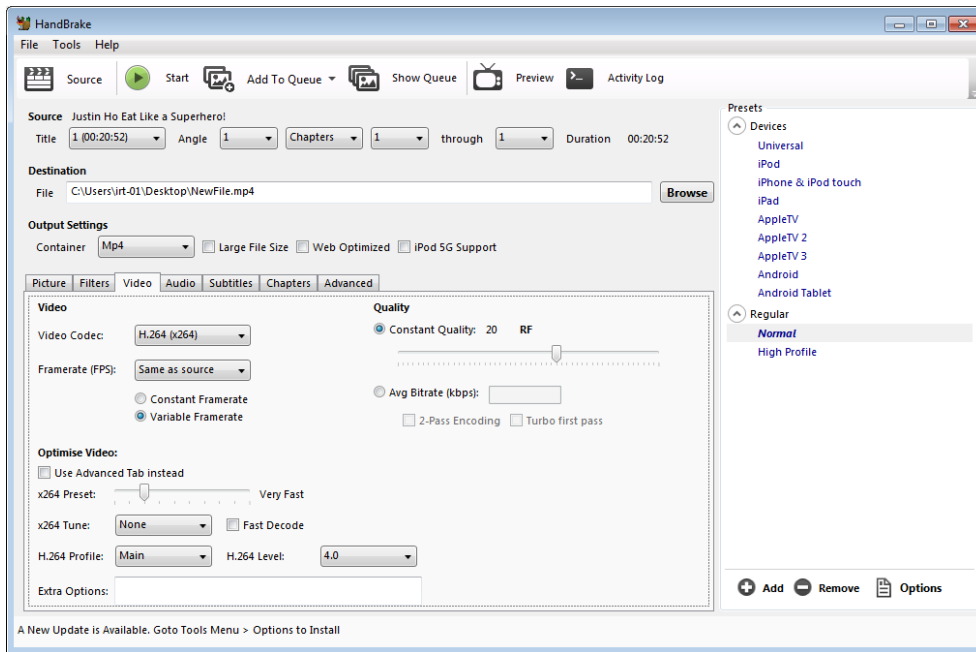 HandBrake
File Tools Help
Source Start Add To Queue Show Queue Preview Activity Log
Source Justin Ho Eat Like a Superhero!
Title 1 (00:20:52) Angle 1 Chapters 1 through 1 Duration 00:20:52
Destination
File C:\Users\irt-01\Desktop\NewFile.mp4 Browse
Output Settings
Container Mp4 Large File Size Web Optimized iPod 5G Support
Picture Filters Video Audio Subtitles Chapters Advanced
Video
Video Codec: H.264 (x264)
Framerate (FPS): Same as source
Constant Framerate
Variable Framerate
Quality
Constant Quality: 20 RF
Avg Bitrate (kbps):
2-Pass Encoding Turbo first pass
Optimise Video:
Use Advanced Tab instead
x264 Preset: Very Fast
x264 Tune: None Fast Decode
H.264 Profile: Main H.264 Level: 4.0
Extra Options:
Presets
Devices
Universal
iPod
iPhone & iPod touch
iPad
AppleTV
AppleTV 2
AppleTV 3
Android
Android Tablet
Regular
Normal
High Profile
Add Remove Options
A New Update is Available. Goto Tools Menu > Options to Install